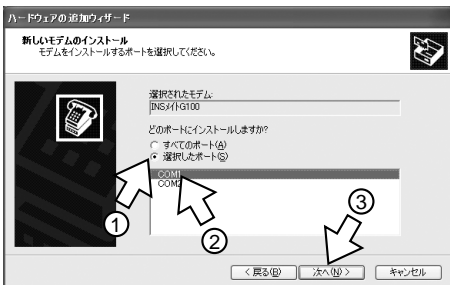 ハードウェアの追加ウィザード
新しいモデムのインストール
モデムをインストールするポートを選択してください。
選択されたモデム:
INSメイトG100
どのポートにインストールしますか?
すべてのポート(A)
選択したポート(S)
COM1
COM2
①
②
③
< 戻る(B)
次へ(N) >
キャンセル